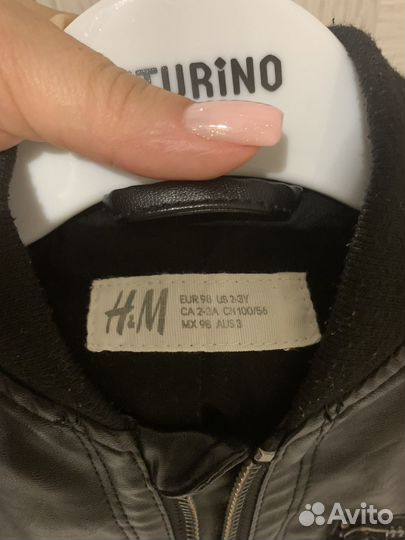 TURINO
H&M
EUR 98 US 2-3Y
CA 2-3A CN 100/56
MX 98 AUS 3
Avito